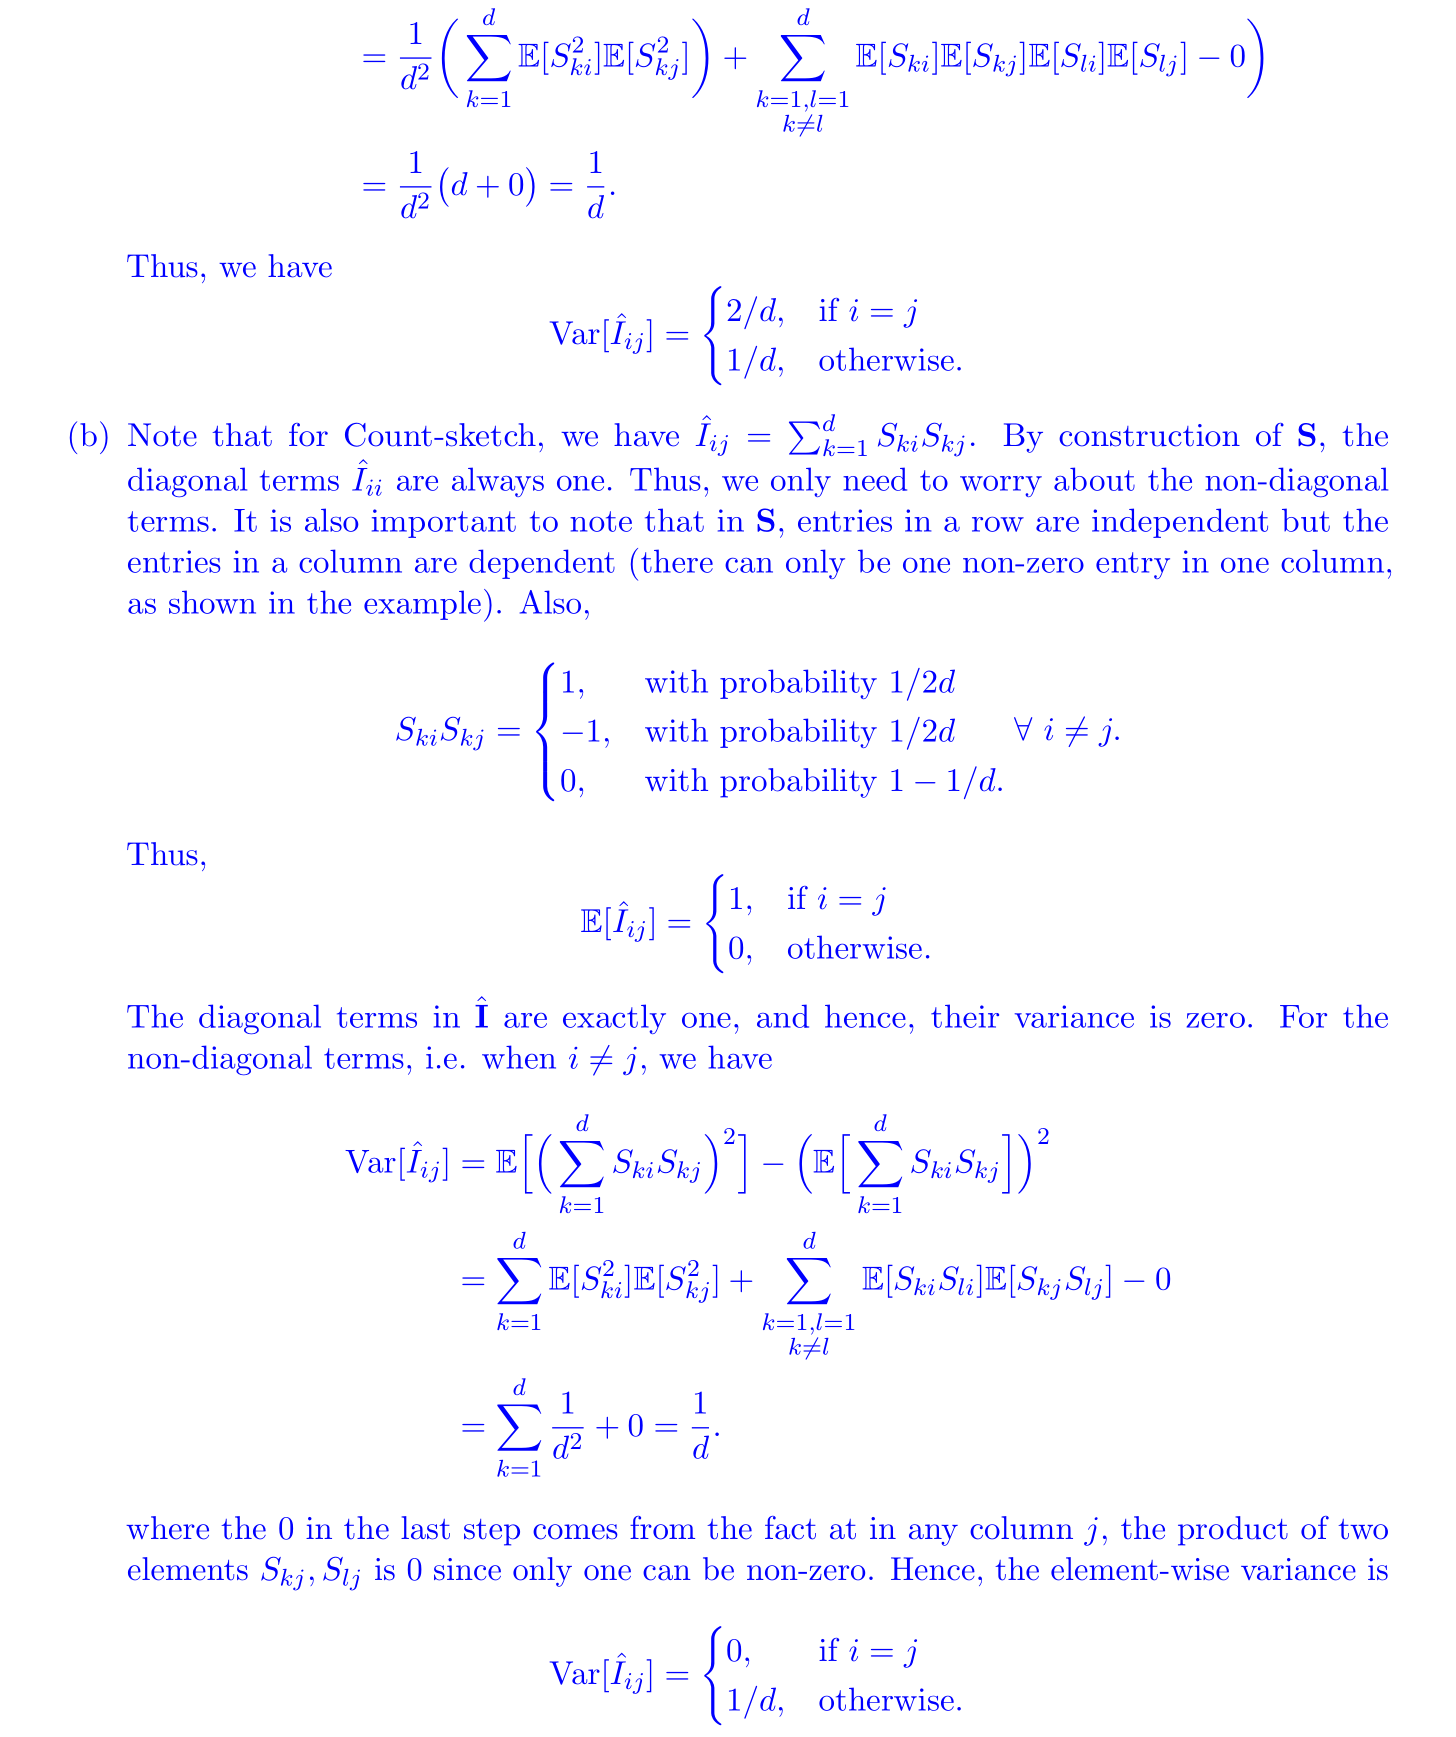 = \frac{1}{d^2}\bigg(\sum_{k=1}^{d} \mathbb{E}[S_{ki}^2]\mathbb{E}[S_{kj}^2]\bigg) + \sum_{\substack{k=1,l=1 \\ k\neq l}}^{d} \mathbb{E}[S_{ki}]\mathbb{E}[S_{kj}]\mathbb{E}[S_{li}]\mathbb{E}[S_{lj}] - 0\bigg)
= \frac{1}{d^2}(d + 0) = \frac{1}{d}.
Thus, we have
\text{Var}[\hat{I}_{ij}] = \begin{cases} 2/d, & \text{if } i = j \\ 1/d, & \text{otherwise.} \end{cases}
(b) Note that for Count-sketch, we have \hat{I}_{ij} = \sum_{k=1}^{d} S_{ki}S_{kj}. By construction of \mathbf{S}, the
diagonal terms \hat{I}_{ii} are always one. Thus, we only need to worry about the non-diagonal
terms. It is also important to note that in \mathbf{S}, entries in a row are independent but the
entries in a column are dependent (there can only be one non-zero entry in one column,
as shown in the example). Also,
S_{ki}S_{kj} = \begin{cases} 1, & \text{with probability } 1/2d \\ -1, & \text{with probability } 1/2d \\ 0, & \text{with probability } 1 - 1/d. \end{cases} \forall\ i \neq j.
Thus,
\mathbb{E}[\hat{I}_{ij}] = \begin{cases} 1, & \text{if } i = j \\ 0, & \text{otherwise.} \end{cases}
The diagonal terms in \hat{\mathbf{I}} are exactly one, and hence, their variance is zero. For the
non-diagonal terms, i.e. when i \neq j, we have
\text{Var}[\hat{I}_{ij}] = \mathbb{E}\bigg[\bigg(\sum_{k=1}^{d} S_{ki}S_{kj}\bigg)^2\bigg] - \bigg(\mathbb{E}\bigg[\sum_{k=1}^{d} S_{ki}S_{kj}\bigg]\bigg)^2
= \sum_{k=1}^{d} \mathbb{E}[S_{ki}^2]\mathbb{E}[S_{kj}^2] + \sum_{\substack{k=1,l=1 \\ k\neq l}}^{d} \mathbb{E}[S_{ki}S_{li}]\mathbb{E}[S_{kj}S_{lj}] - 0
= \sum_{k=1}^{d} \frac{1}{d^2} + 0 = \frac{1}{d}.
where the 0 in the last step comes from the fact at in any column j, the product of two
elements S_{kj}, S_{lj} is 0 since only one can be non-zero. Hence, the element-wise variance is
\text{Var}[\hat{I}_{ij}] = \begin{cases} 0, & \text{if } i = j \\ 1/d, & \text{otherwise.} \end{cases}